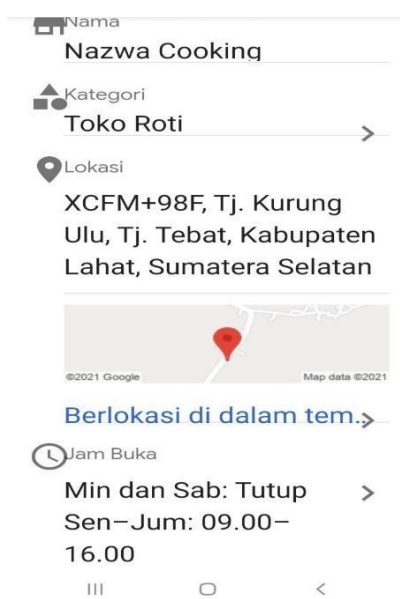 Nama
Nazwa Cooking
Kategori
Toko Roti
Lokasi
XCFM+98F, Tj. Kurung
Ulu, Tj. Tebat, Kabupaten
Lahat, Sumatera Selatan
©2021 Google
Map data ©2021
Berlokasi di dalam tem..
Jam Buka
Min dan Sab: Tutup
Sen–Jum: 09.00–
16.00